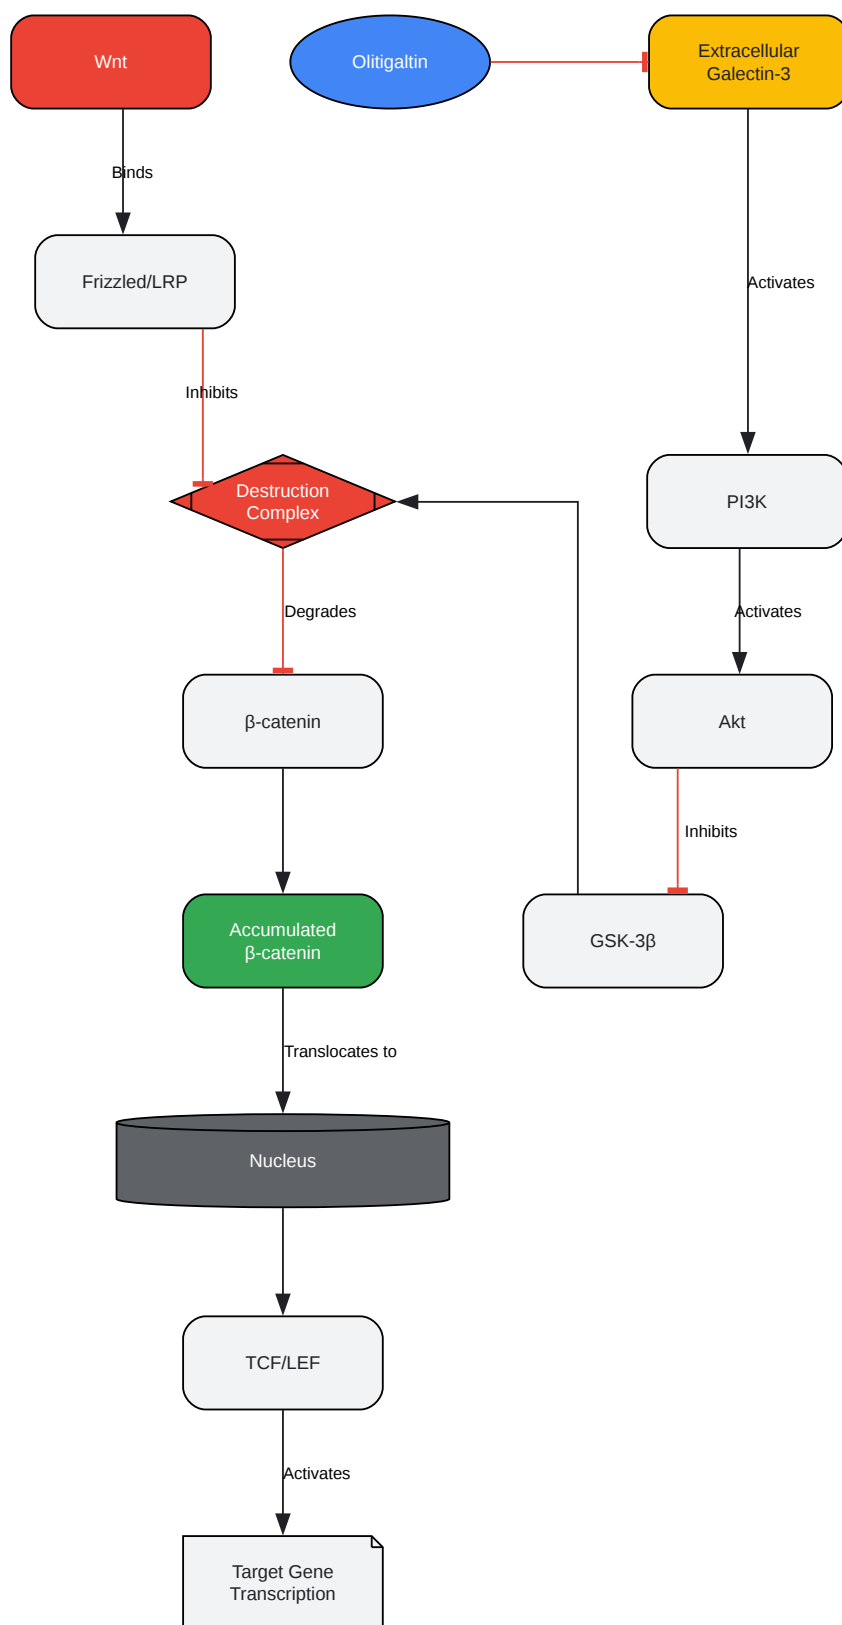 Wnt
Olitigaltin
Extracellular
Galectin-3
Binds
Frizzled/LRP
Activates
Inhibits
Destruction
Complex
PI3K
Degrades
Activates
β-catenin
Akt
Inhibits
Accumulated
β-catenin
GSK-3β
Translocates to
Nucleus
TCF/LEF
Activates
Target Gene
Transcription